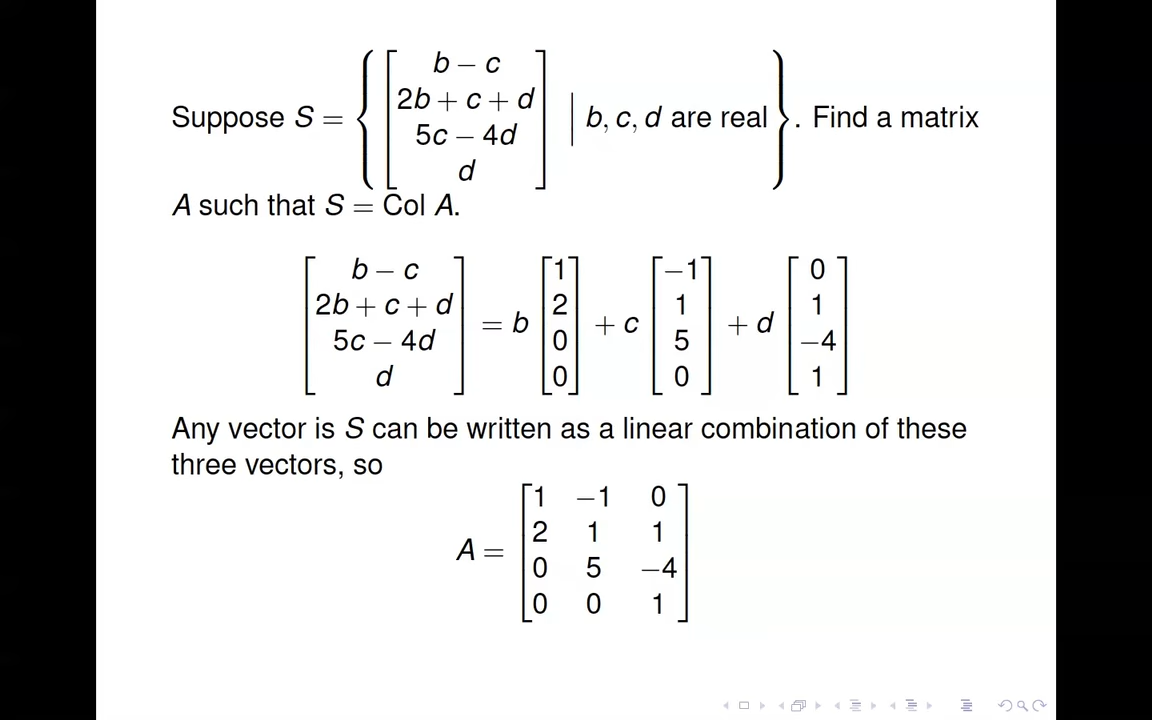 Suppose S = { [ b − c ; 2b + c + d ; 5c − 4d ; d ] | b, c, d are real }. Find a matrix
A such that S = Col A.
[ b − c ; 2b + c + d ; 5c − 4d ; d ] = b [ 1 ; 2 ; 0 ; 0 ] + c [ −1 ; 1 ; 5 ; 0 ] + d [ 0 ; 1 ; −4 ; 1 ]
Any vector is S can be written as a linear combination of these
three vectors, so
A = [ 1 −1 0 ; 2 1 1 ; 0 5 −4 ; 0 0 1 ]